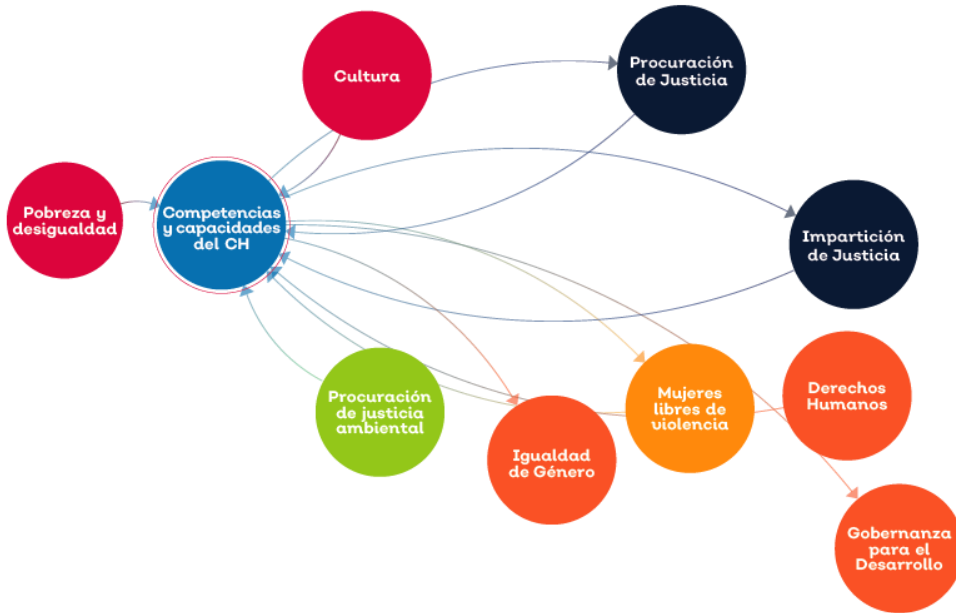 Cultura
Procuración
de Justicia
Pobreza y
desigualdad
Competencias
y capacidades
del CH
Impartición
de Justicia
Procuración
de justicia
ambiental
Igualdad
de Género
Mujeres
libres de
violencia
Derechos
Humanos
Gobernanza
para el
Desarrollo